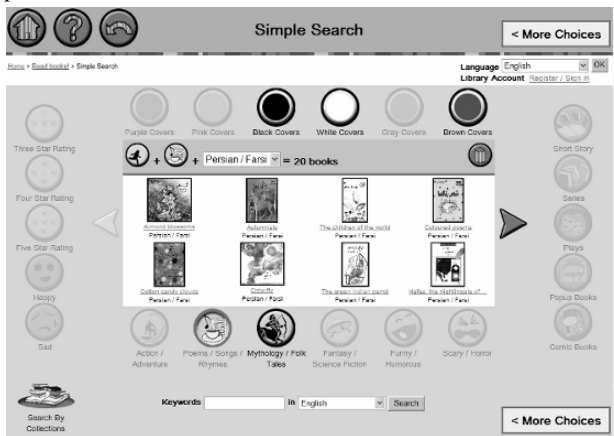 Simple Search
< More Choices
Home > Read books! > Simple Search
Language English OK
Library Account Register / Sign in
Purple Covers Pink Covers Black Covers White Covers Gray Covers Brown Covers
Three Star Rating
Four Star Rating
Five Star Rating
Happy
Sad
+ + Persian / Farsi = 20 books
Almond blossoms
Persian / Farsi
Autumnals
Persian / Farsi
The children of the world
Persian / Farsi
Coloured poems
Persian / Farsi
Cotton candy clouds
Persian / Farsi
Persian / Farsi
The green Indian parrot
Persian / Farsi
Hafez, the nightingale of ...
Persian / Farsi
Short Story
Series
Plays
Popup Books
Comic Books
Action / Adventure
Poems / Songs / Rhymes
Mythology / Folk Tales
Fantasy / Science Fiction
Funny / Humorous
Scary / Horror
Search By Collections
Keywords in English Search
< More Choices